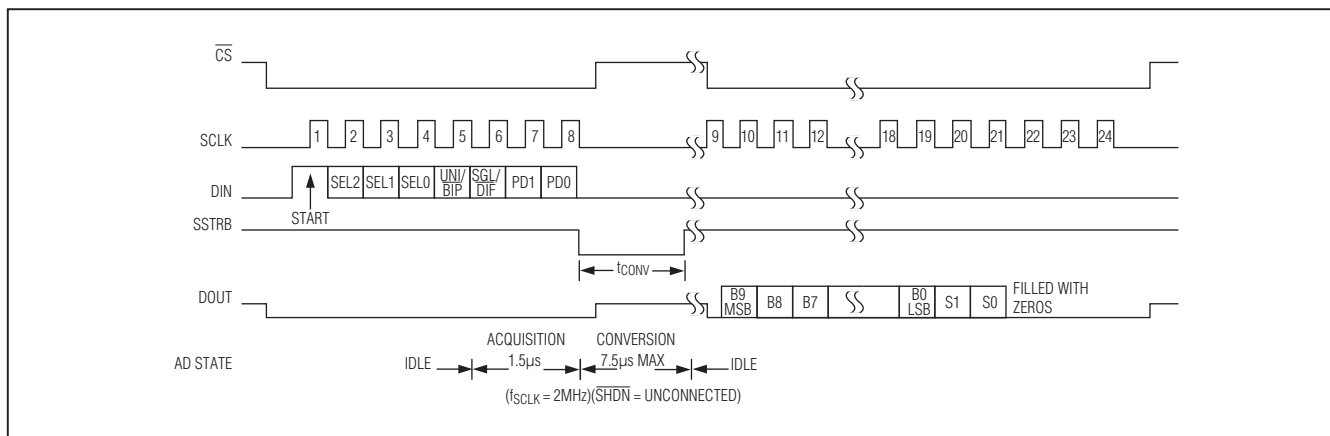 CS
SCLK 1 2 3 4 5 6 7 8 9 10 11 12 18 19 20 21 22 23 24
DIN START SEL2 SEL1 SEL0 UNI/BIP SGL/DIF PD1 PD0
SSTRB
tCONV
DOUT B9 MSB B8 B7 B0 LSB S1 S0 FILLED WITH ZEROS
ACQUISITION CONVERSION
AD STATE IDLE 1.5μs 7.5μs MAX IDLE
(fSCLK = 2MHz)(SHDN = UNCONNECTED)